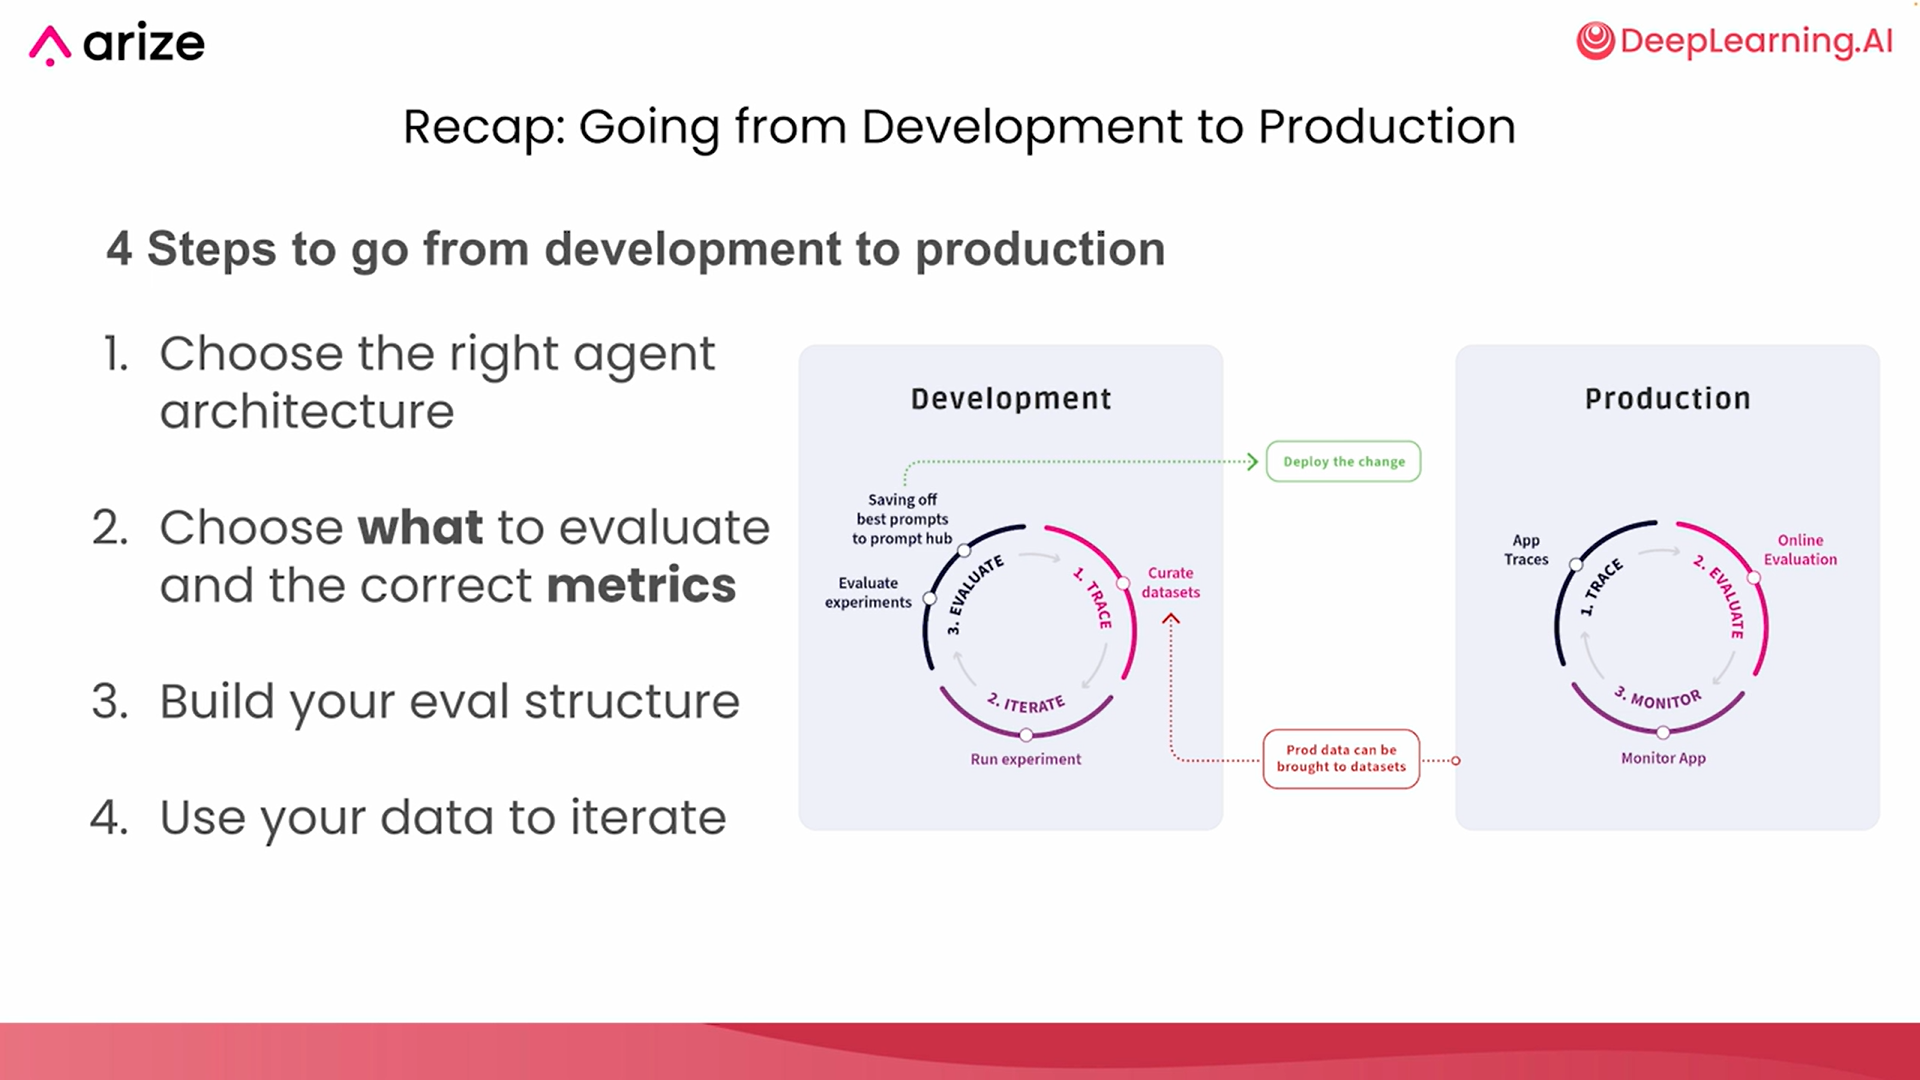 arize
DeepLearning.AI
Recap: Going from Development to Production
4 Steps to go from development to production
1. Choose the right agent
architecture
2. Choose what to evaluate
and the correct metrics
3. Build your eval structure
4. Use your data to iterate
Development
Saving off
best prompts
to prompt hub
Evaluate
experiments
3. EVALUATE
1. TRACE
Curate
datasets
2. ITERATE
Run experiment
Deploy the change
Prod data can be
brought to datasets
Production
App
Traces
1. TRACE
2. EVALUATE
Online
Evaluation
3. MONITOR
Monitor App